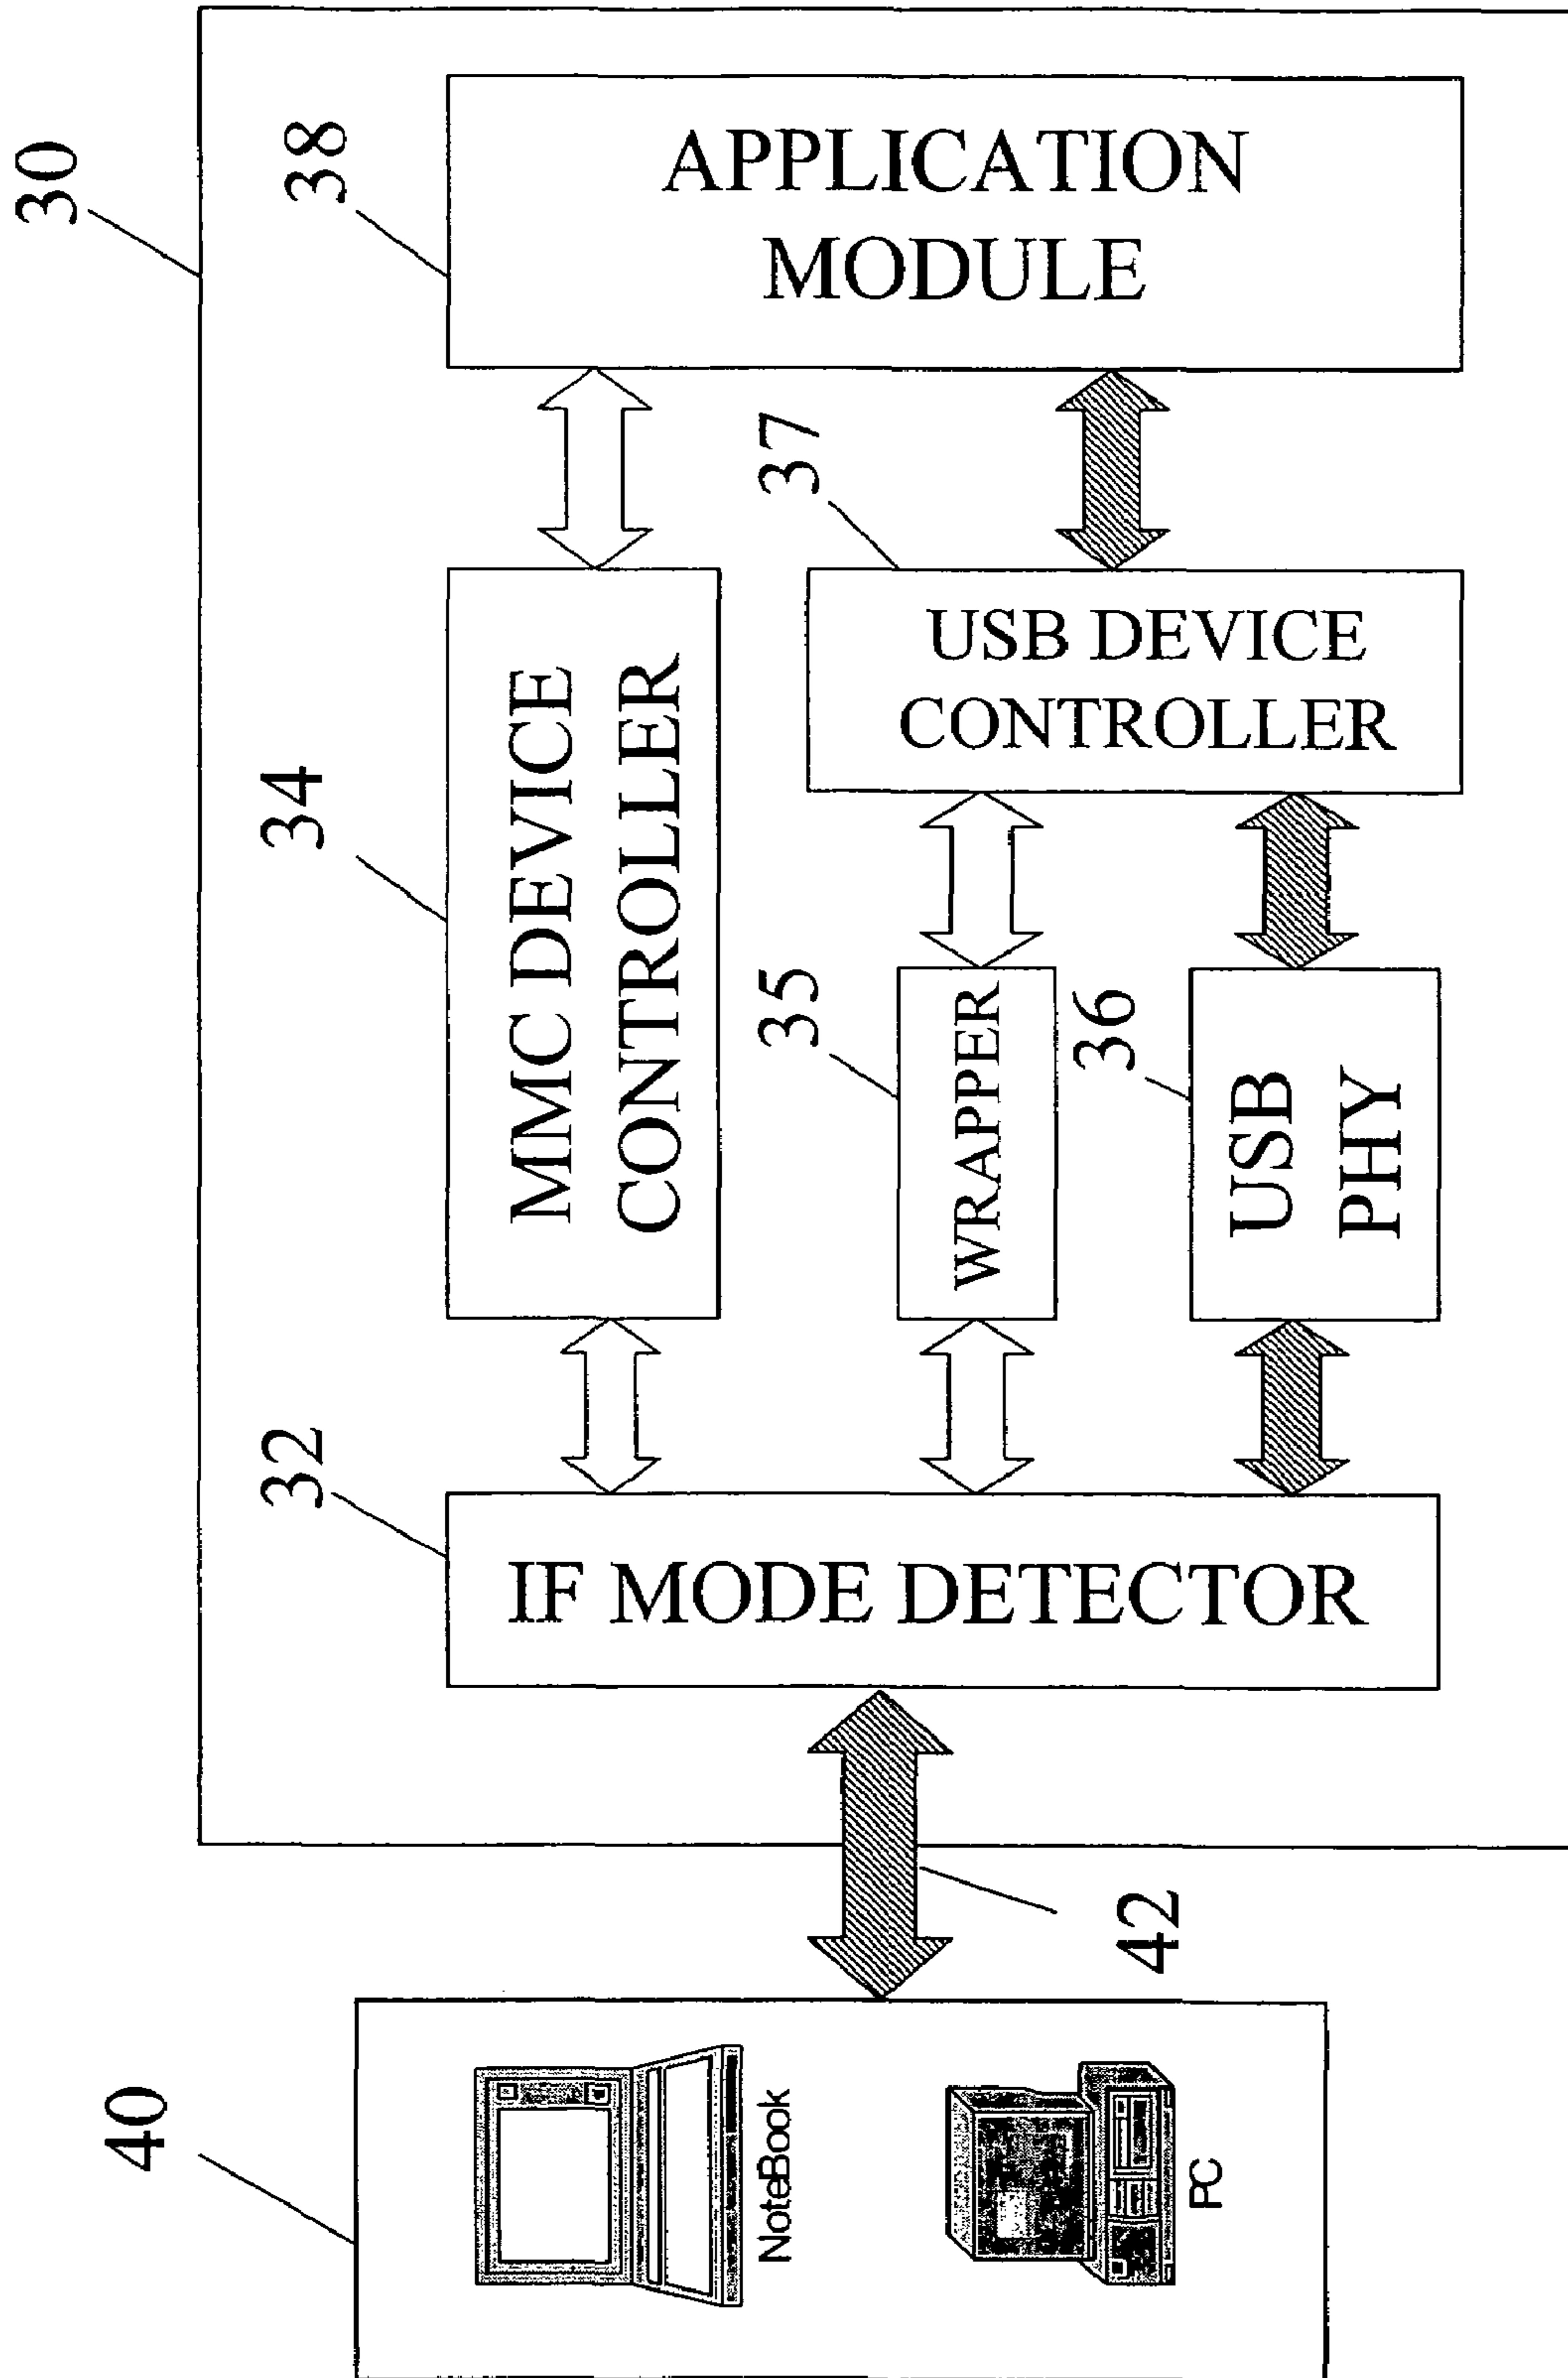 30
38
APPLICATION
MODULE
37
USB DEVICE
CONTROLLER
34
MMC DEVICE
CONTROLLER
35
WRAPPER
36
USB
PHY
32
IF MODE DETECTOR
42
40
NoteBook
PC